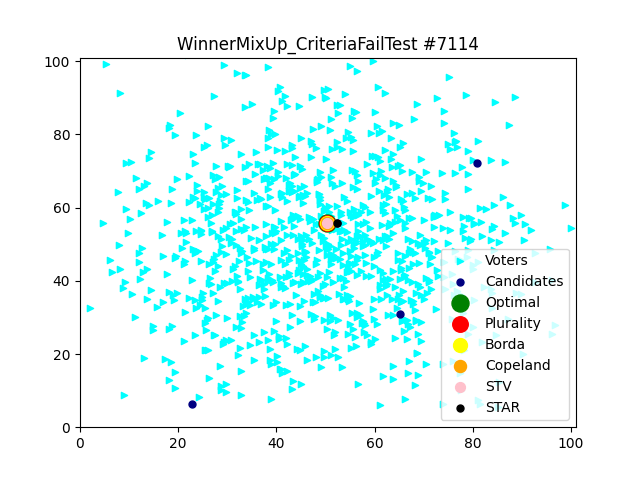 WinnerMixUp_CriteriaFailTest #7114
100
80
60
40
20
0
0 20 40 60 80 100
Voters
Candidates
Optimal
Plurality
Borda
Copeland
STV
STAR